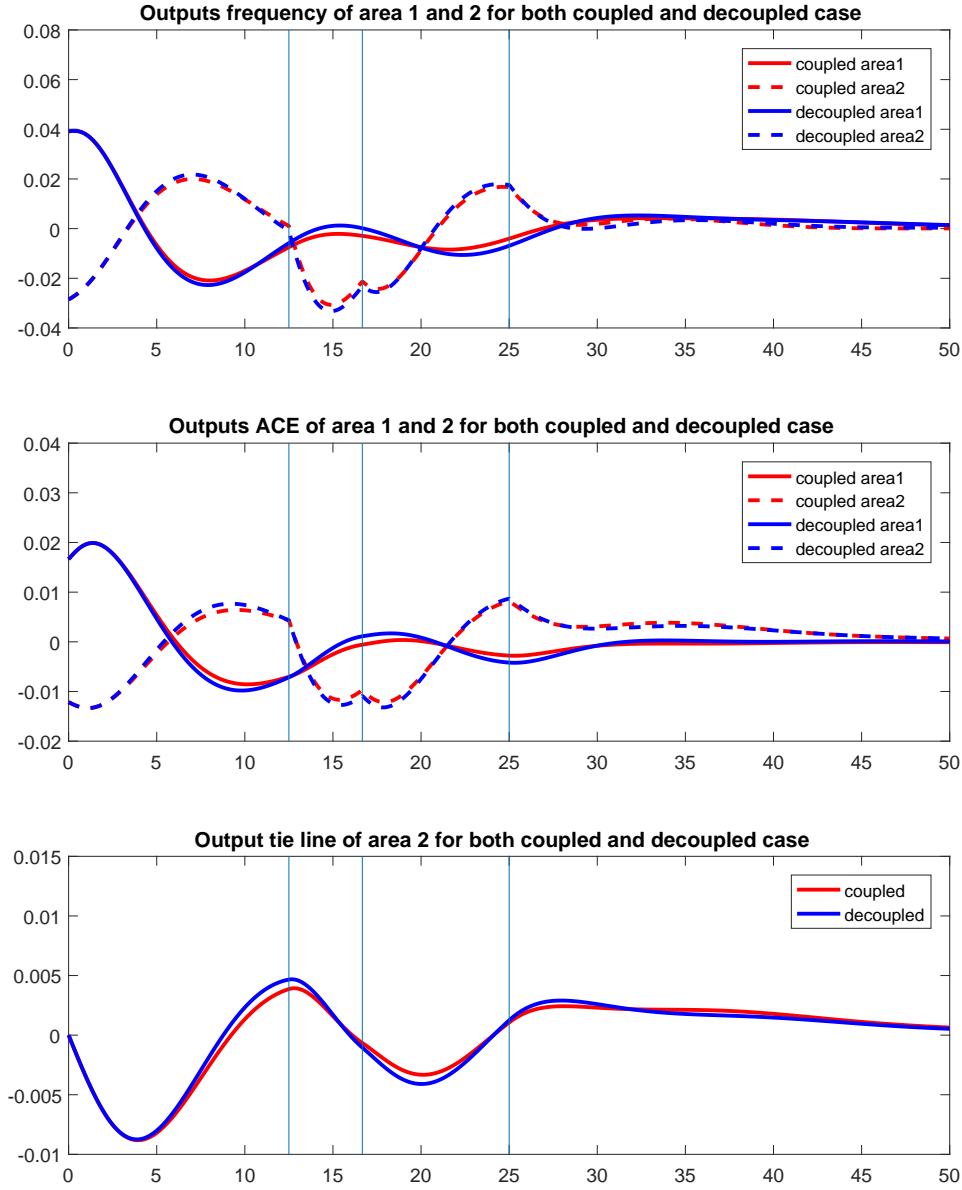 Outputs frequency of area 1 and 2 for both coupled and decoupled case
0.08
0.06
0.04
0.02
0
-0.02
-0.04
coupled area1
coupled area2
decoupled area1
decoupled area2
0 5 10 15 20 25 30 35 40 45 50
Outputs ACE of area 1 and 2 for both coupled and decoupled case
0.04
0.03
0.02
0.01
0
-0.01
-0.02
coupled area1
coupled area2
decoupled area1
decoupled area2
0 5 10 15 20 25 30 35 40 45 50
Output tie line of area 2 for both coupled and decoupled case
0.015
0.01
0.005
0
-0.005
-0.01
coupled
decoupled
0 5 10 15 20 25 30 35 40 45 50